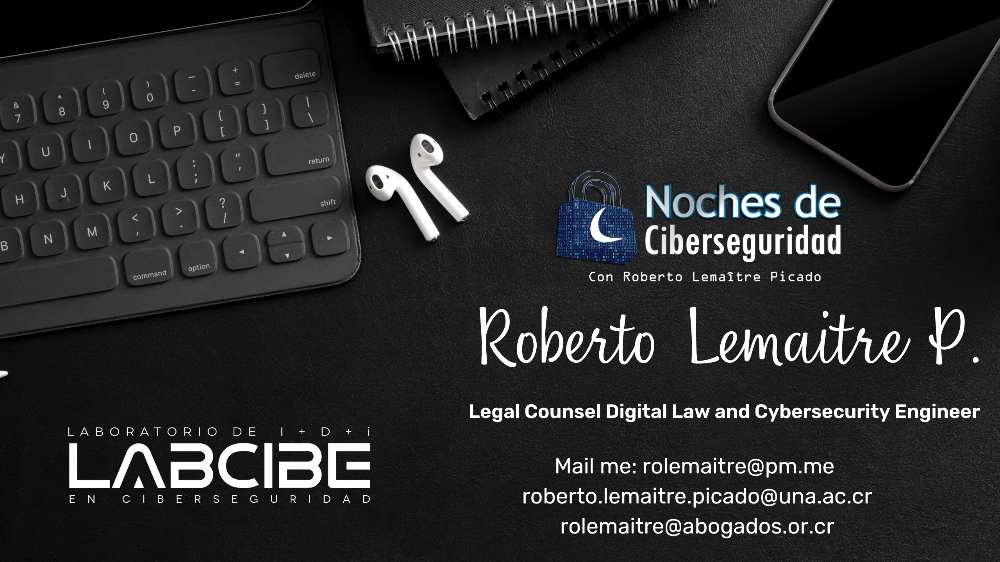 delete
& * ( ) — +
7 8 9 0 - =
Y U I O P { [ } ] | \
H J K L : ; " ' return
B N M < , > . ? / shift
command option
Noches de
Ciberseguridad
Con Roberto Lemaître Picado
Roberto Lemaitre P.
Legal Counsel Digital Law and Cybersecurity Engineer
LABORATORIO DE I + D + i
LABCIBE
EN CIBERSEGURIDAD
Mail me: rolemaitre@pm.me
roberto.lemaitre.picado@una.ac.cr
rolemaitre@abogados.or.cr